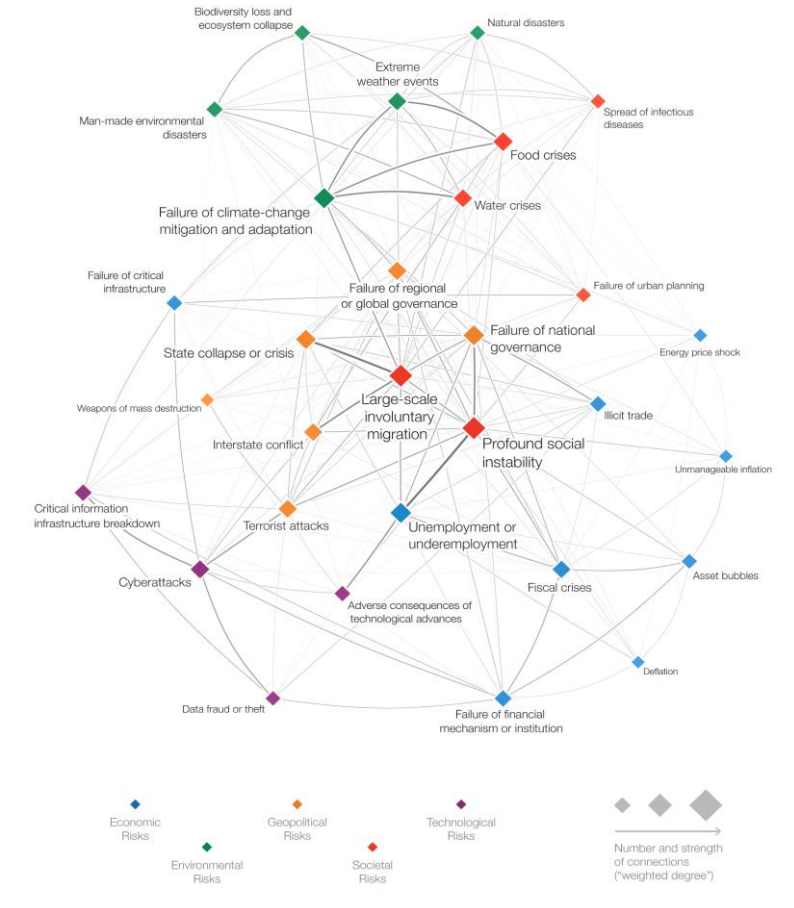 Biodiversity loss and
ecosystem collapse
Natural disasters
Extreme
weather events
Man-made environmental
disasters
Spread of infectious
diseases
Food crises
Failure of climate-change
mitigation and adaptation
Water crises
Failure of critical
infrastructure
Failure of regional
or global governance
Failure of urban planning
State collapse or crisis
Failure of national
governance
Energy price shock
Weapons of mass destruction
Large-scale
involuntary
migration
Illicit trade
Interstate conflict
Profound social
instability
Unmanageable inflation
Critical information
infrastructure breakdown
Terrorist attacks
Unemployment or
underemployment
Cyberattacks
Fiscal crises
Asset bubbles
Adverse consequences of
technological advances
Deflation
Data fraud or theft
Failure of financial
mechanism or institution
Economic
Risks
Geopolitical
Risks
Technological
Risks
Environmental
Risks
Societal
Risks
Number and strength
of connections
("weighted degree")